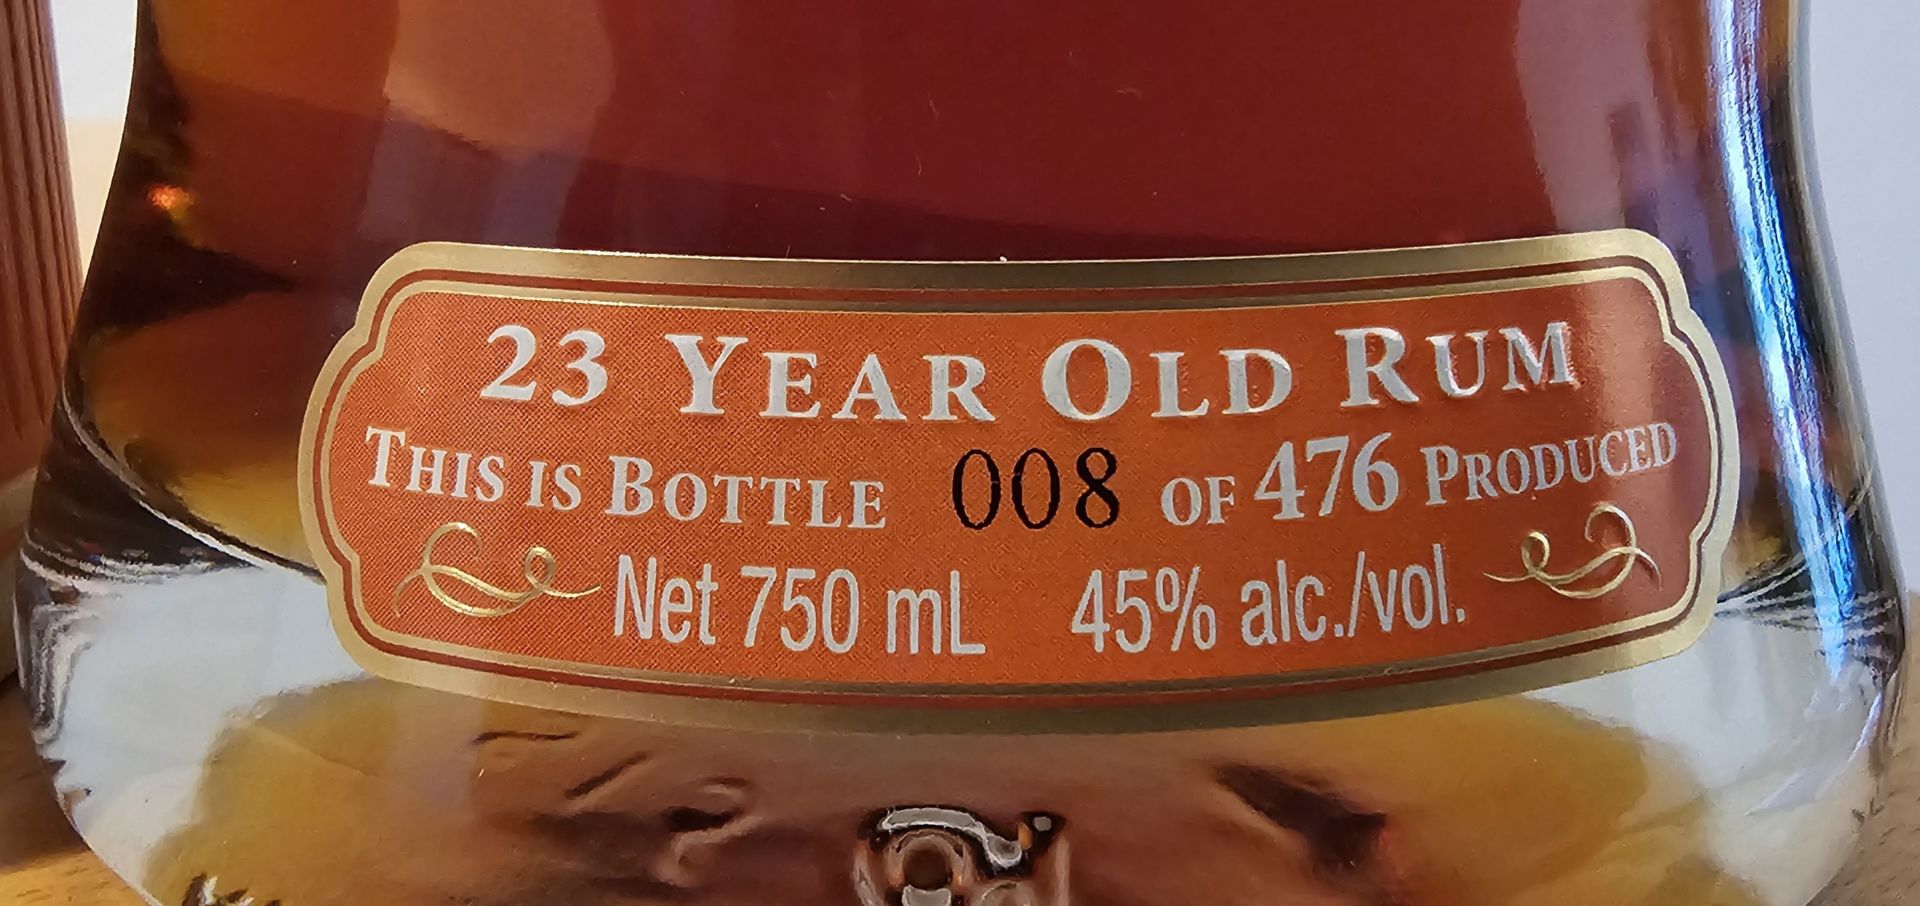 23 YEAR OLD RUM
THIS IS BOTTLE 008 OF 476 PRODUCED
Net 750 mL 45% alc./vol.